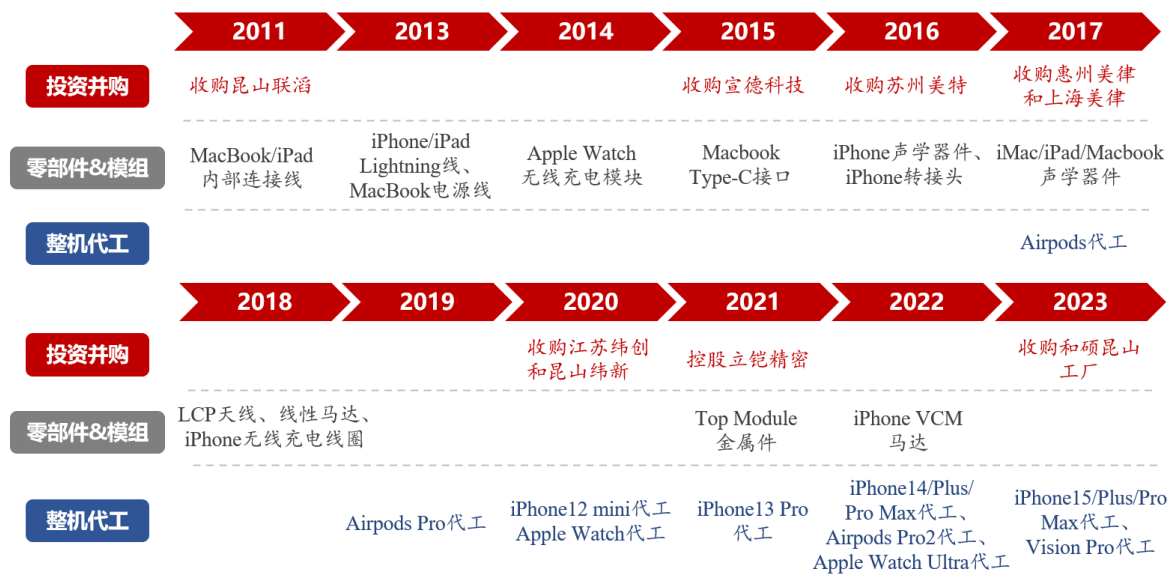 2011 2013 2014 2015 2016 2017
投资并购
收购昆山联滔
收购宣德科技
收购苏州美特
收购惠州美律
和上海美律
零部件&模组
MacBook/iPad
内部连接线
iPhone/iPad
Lightning线、
MacBook电源线
Apple Watch
无线充电模块
Macbook
Type-C接口
iPhone声学器件、
iPhone转接头
iMac/iPad/Macbook
声学器件
整机代工
Airpods代工
2018 2019 2020 2021 2022 2023
投资并购
收购江苏纬创
和昆山纬新
控股立铠精密
收购和硕昆山
工厂
零部件&模组
LCP天线、线性马达、
iPhone无线充电线圈
Top Module
金属件
iPhone VCM
马达
整机代工
Airpods Pro代工
iPhone12 mini代工
Apple Watch代工
iPhone13 Pro
代工
iPhone14/Plus/
Pro Max代工、
Airpods Pro2代工、
Apple Watch Ultra代工
iPhone15/Plus/Pro
Max代工、
Vision Pro代工